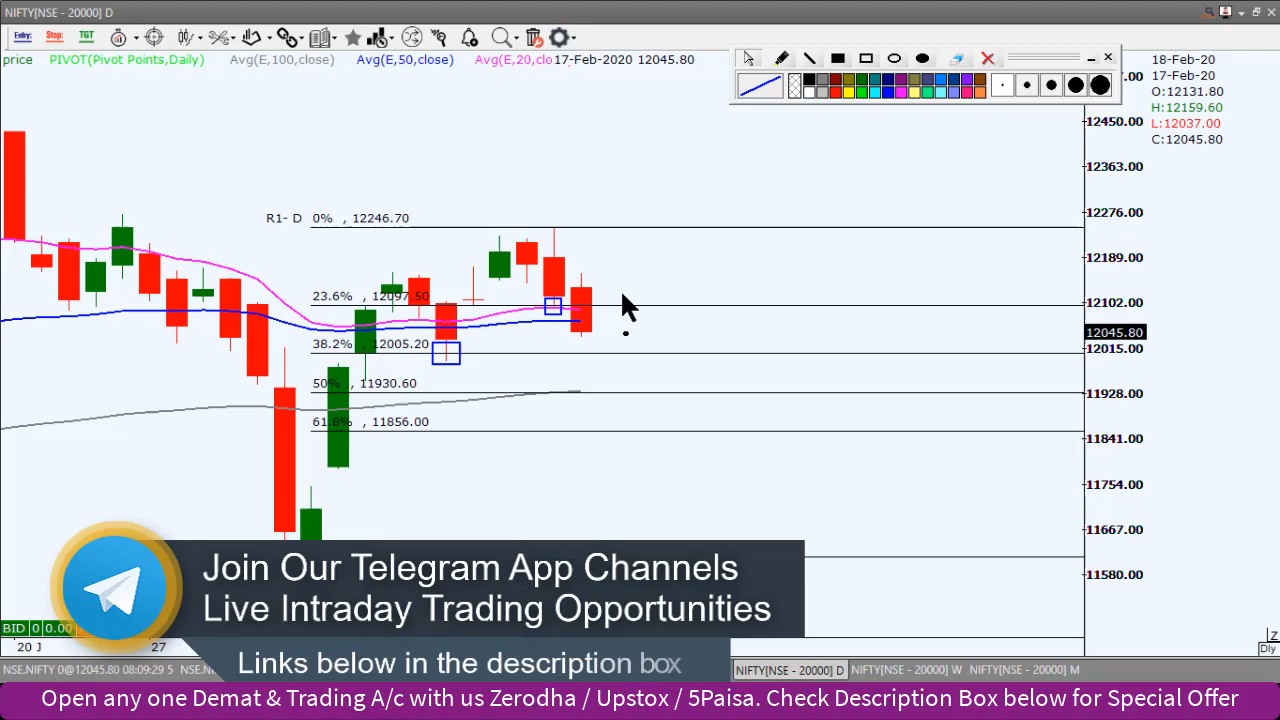 NIFTY[NSE - 20000] D
Entry: Stop: TGT
price PIVOT(Pivot Points,Daily) Avg(E,100,close) Avg(E,50,close) Avg(E,20,clo 17-Feb-2020 12045.80
18-Feb-20
17-Feb-20
O:12131.80
H:12159.60
L:12037.00
C:12045.80
12450.00
12363.00
12276.00
12189.00
12102.00
12045.80
12015.00
11928.00
11841.00
11754.00
11667.00
11580.00
R1- D 0% , 12246.70
23.6% , 12097.50
38.2% , 12005.20
50% , 11930.60
61.8% , 11856.00
Join Our Telegram App Channels
Live Intraday Trading Opportunities
Links below in the description box
BID 0 0.00
20 J 27
Z
Dly
NSE.NIFTY 0@12045.80 08:09:29 5 NSE.N
NIFTY[NSE - 20000] D NIFTY[NSE - 20000] W NIFTY[NSE - 20000] M
Open any one Demat & Trading A/c with us Zerodha / Upstox / 5Paisa. Check Description Box below for Special Offer